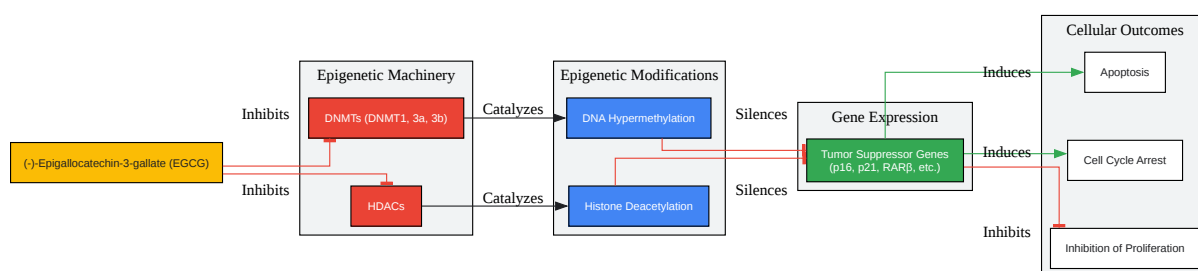 Cellular Outcomes
Epigenetic Machinery
Epigenetic Modifications
Induces
Apoptosis
Inhibits
DNMTs (DNMT1, 3a, 3b)
Catalyzes
DNA Hypermethylation
Silences
Gene Expression
(-)-Epigallocatechin-3-gallate (EGCG)
Tumor Suppressor Genes
(p16, p21, RARβ, etc.)
Induces
Cell Cycle Arrest
Inhibits
HDACs
Catalyzes
Histone Deacetylation
Silences
Inhibits
Inhibition of Proliferation